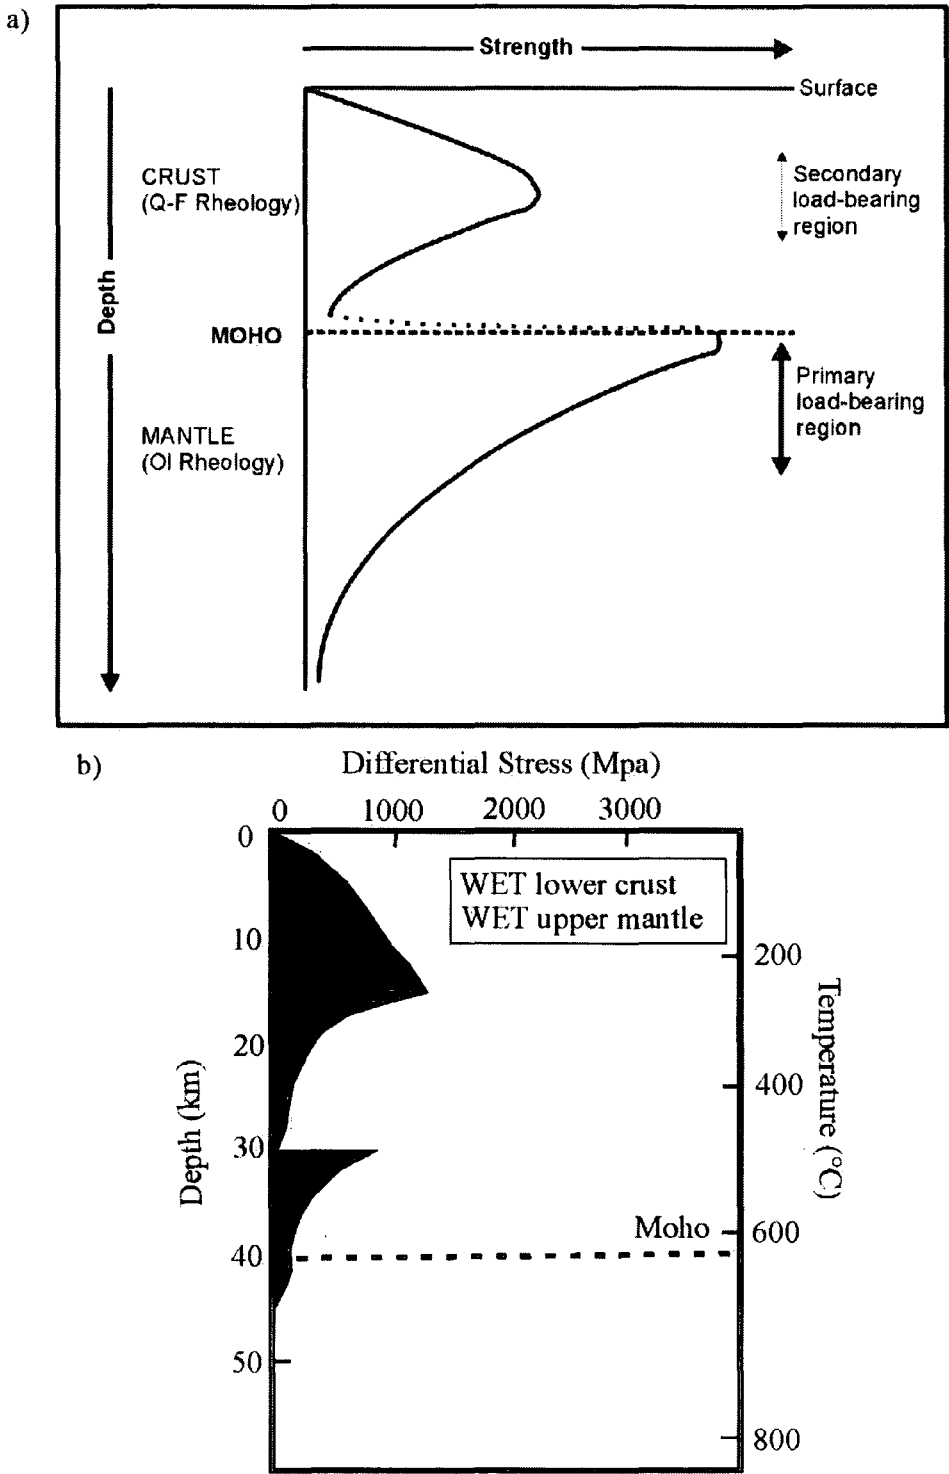 a)
Strength
Surface
CRUST
(Q-F Rheology)
Secondary
load-bearing
region
Depth
MOHO
Primary
load-bearing
region
MANTLE
(Ol Rheology)
b)
Differential Stress (Mpa)
0 1000 2000 3000
0
WET lower crust
WET upper mantle
10
200
20
400
Depth (km)
Temperature (°C)
30
Moho
600
40
50
800